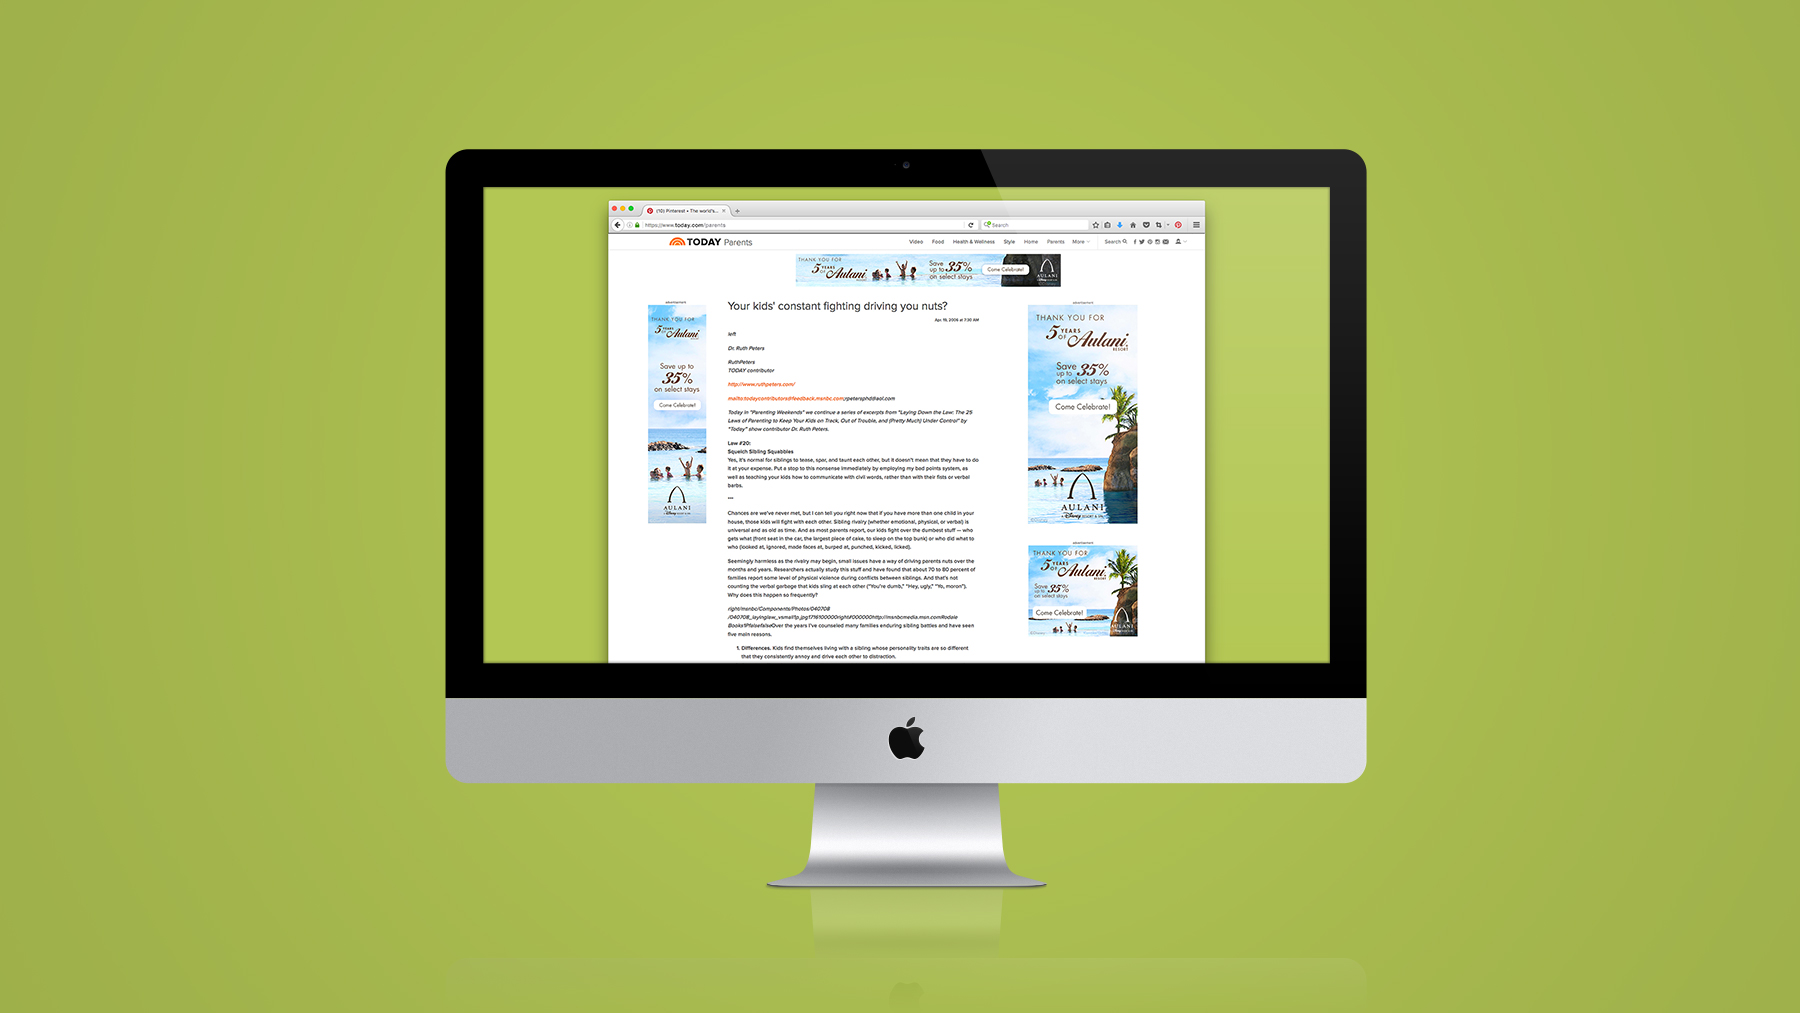 (10) Pinterest • The world's...
https://www.today.com/parents
Search
TODAY Parents
Video Food Health & Wellness Style Home Parents More Search
THANK YOU FOR
5 YEARS OF Aulani
Save up to 35% on select stays
Come Celebrate!
AULANI
advertisement
THANK YOU FOR
5 YEARS OF Aulani
RESORT
Save up to
35%
on select stays
Come Celebrate!
AULANI
Your kids' constant fighting driving you nuts?
Apr. 19, 2006 at 7:30 AM
left
Dr. Ruth Peters
RuthPeters
TODAY contributor
http://www.ruthpeters.com/
mailto:todaycontributors@feedback.msnbc.com;rpetersphd@aol.com
Today in "Parenting Weekends" we continue a series of excerpts from "Laying Down the Law: The 25
Laws of Parenting to Keep Your Kids on Track, Out of Trouble, and (Pretty Much) Under Control" by
"Today" show contributor Dr. Ruth Peters.
Law #20:
Squelch Sibling Squabbles
Yes, it's normal for siblings to tease, spar, and taunt each other, but it doesn't mean that they have to do
it at your expense. Put a stop to this nonsense immediately by employing my bad points system, as
well as teaching your kids how to communicate with civil words, rather than with their fists or verbal
barbs.
***
Chances are we've never met, but I can tell you right now that if you have more than one child in your
house, those kids will fight with each other. Sibling rivalry (whether emotional, physical, or verbal) is
universal and as old as time. And as most parents report, our kids fight over the dumbest stuff — who
gets what (front seat in the car, the largest piece of cake, to sleep on the top bunk) or who did what to
who (looked at, ignored, made faces at, burped at, punched, kicked, licked).
Seemingly harmless as the rivalry may begin, small issues have a way of driving parents nuts over the
months and years. Researchers actually study this stuff and have found that about 70 to 80 percent of
families report some level of physical violence during conflicts between siblings. And that's not
counting the verbal garbage that kids sling at each other ("You're dumb," "Hey, ugly," "Yo, moron").
Why does this happen so frequently?
right/msnbc/Components/Photos/040708
/040708_layinglaw_vsmall1p.jpg1716100000right#000000http://msnbcmedia.msn.comRodale
Books1PfalsefalseOver the years I've counseled many families enduring sibling battles and have seen
five main reasons.
1. Differences. Kids find themselves living with a sibling whose personality traits are so different
that they consistently annoy and drive each other to distraction.
advertisement
THANK YOU FOR
5 YEARS OF Aulani
RESORT
Save up to 35%
on select stays
Come Celebrate!
AULANI
A Disney RESORT & SPA
advertisement
THANK YOU FOR
5 YEARS OF Aulani
RESORT
Save up to 35%
on select stays
Come Celebrate!
AULANI